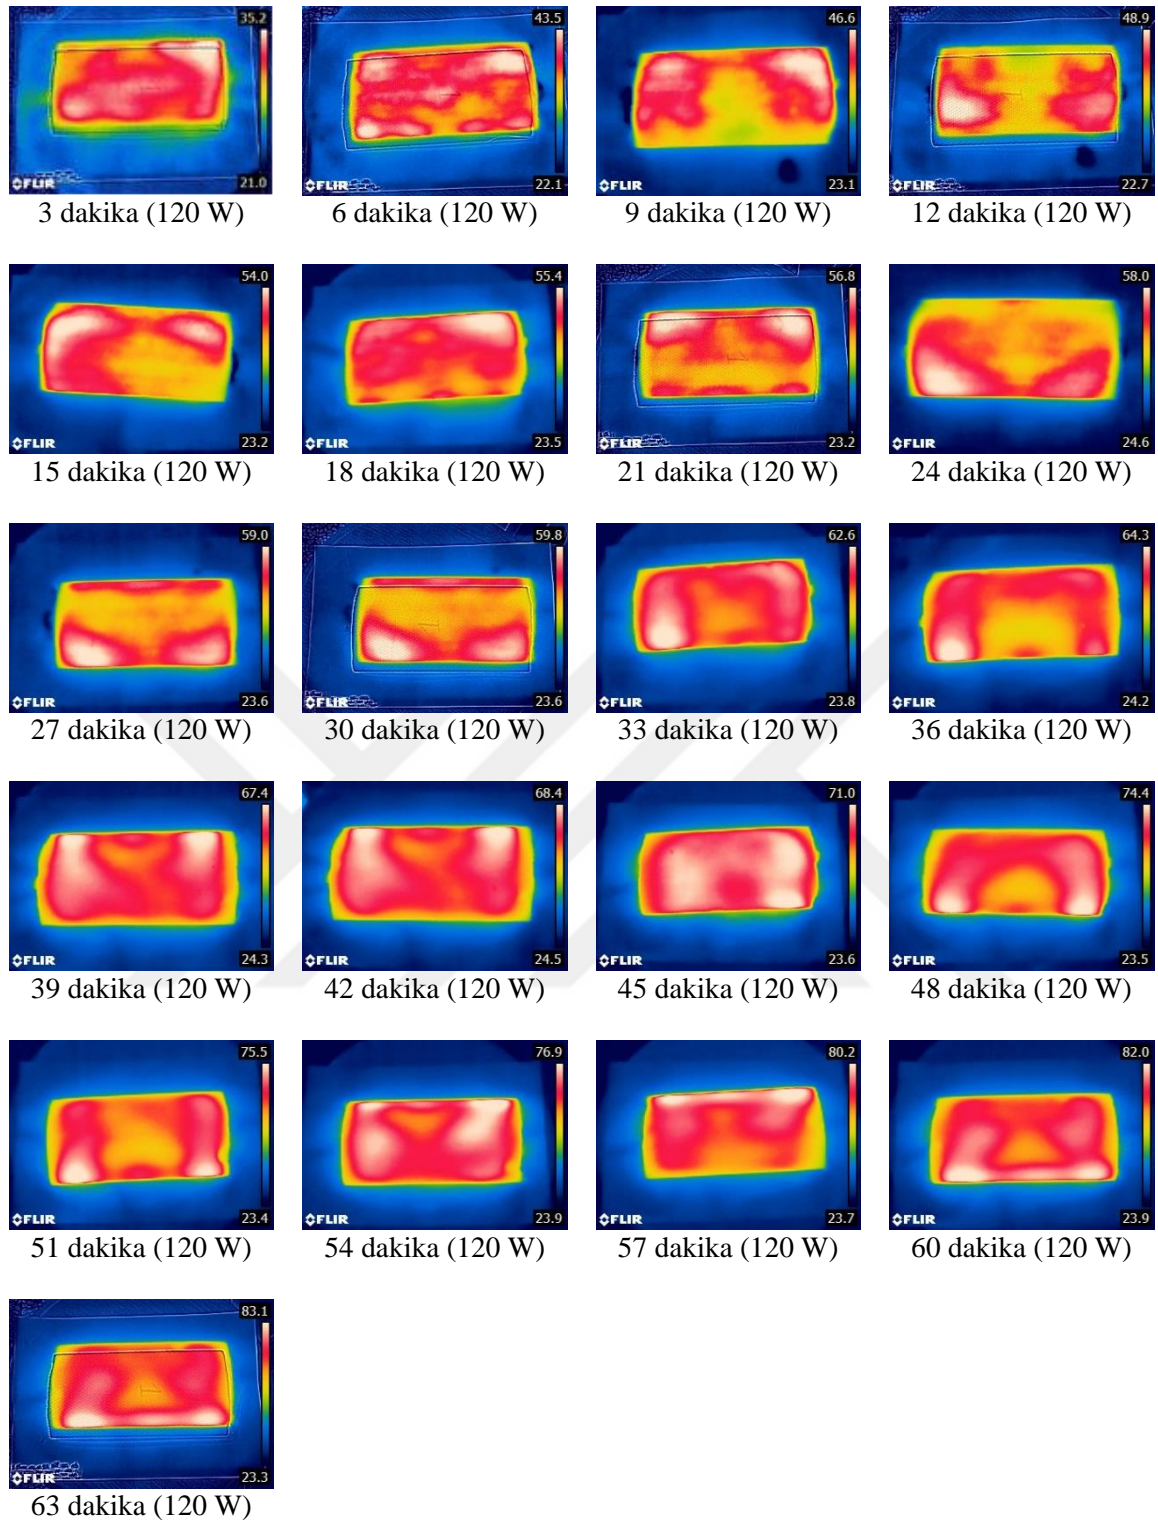 35.2 43.5 46.6 48.9
FLIR 21.0 FLIR 22.1 FLIR 23.1 FLIR 22.7
3 dakika (120 W) 6 dakika (120 W) 9 dakika (120 W) 12 dakika (120 W)
54.0 55.4 56.8 58.0
FLIR 23.2 FLIR 23.5 FLIR 23.2 FLIR 24.6
15 dakika (120 W) 18 dakika (120 W) 21 dakika (120 W) 24 dakika (120 W)
59.0 59.8 62.6 64.3
FLIR 23.6 FLIR 23.6 FLIR 23.8 FLIR 24.2
27 dakika (120 W) 30 dakika (120 W) 33 dakika (120 W) 36 dakika (120 W)
67.4 68.4 71.0 74.4
FLIR 24.3 FLIR 24.5 FLIR 23.6 FLIR 23.5
39 dakika (120 W) 42 dakika (120 W) 45 dakika (120 W) 48 dakika (120 W)
75.5 76.9 80.2 82.0
FLIR 23.4 FLIR 23.9 FLIR 23.7 FLIR 23.9
51 dakika (120 W) 54 dakika (120 W) 57 dakika (120 W) 60 dakika (120 W)
83.1
FLIR 23.3
63 dakika (120 W)